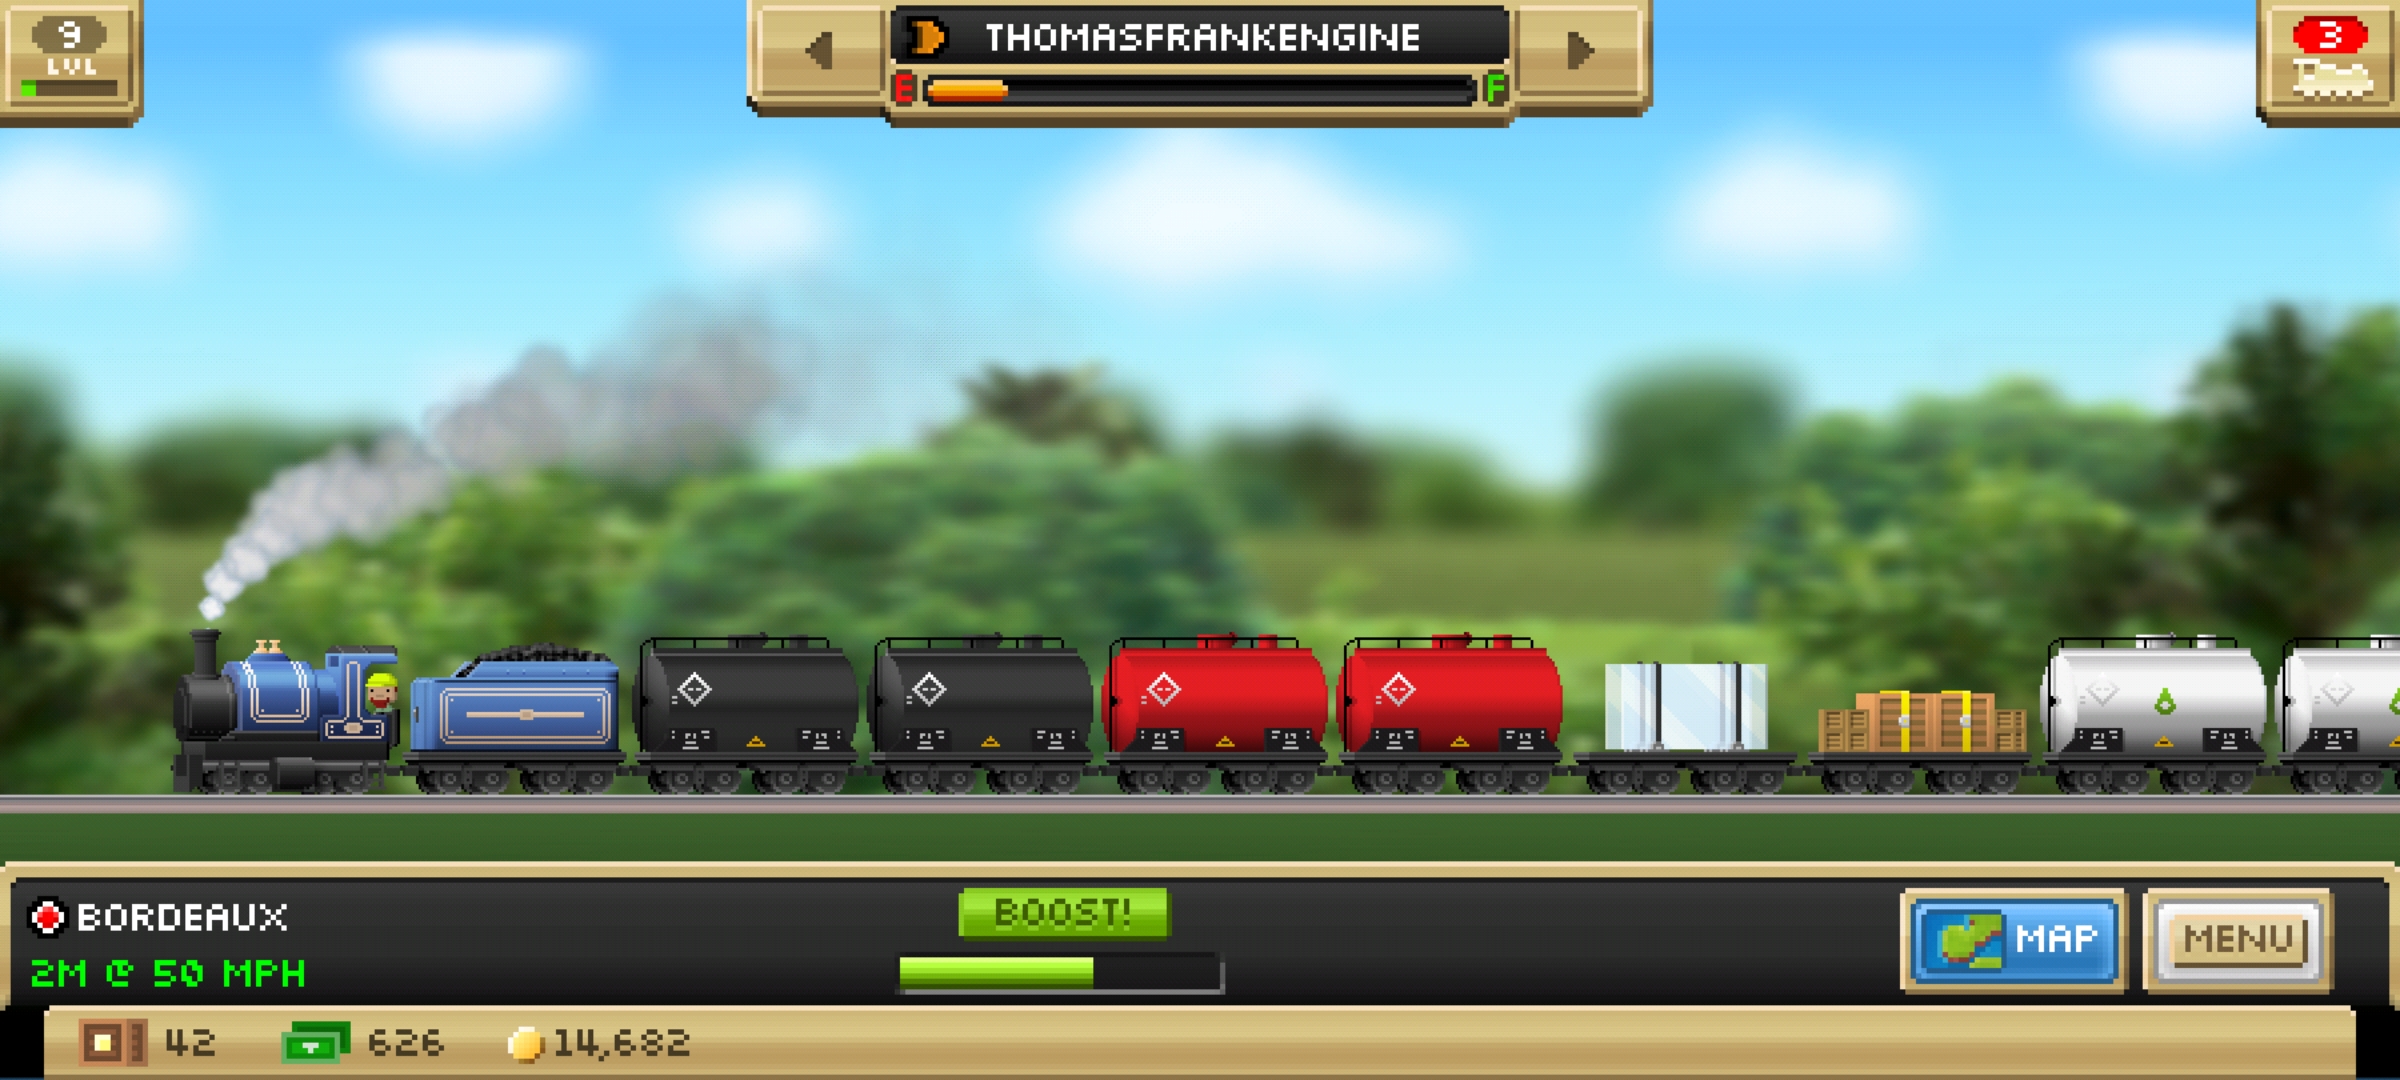 9
LVL
THOMASFRANKENGINE
E F
3
BORDEAUX
2M @ 50 MPH
BOOST!
MAP
MENU
42 626 14,682